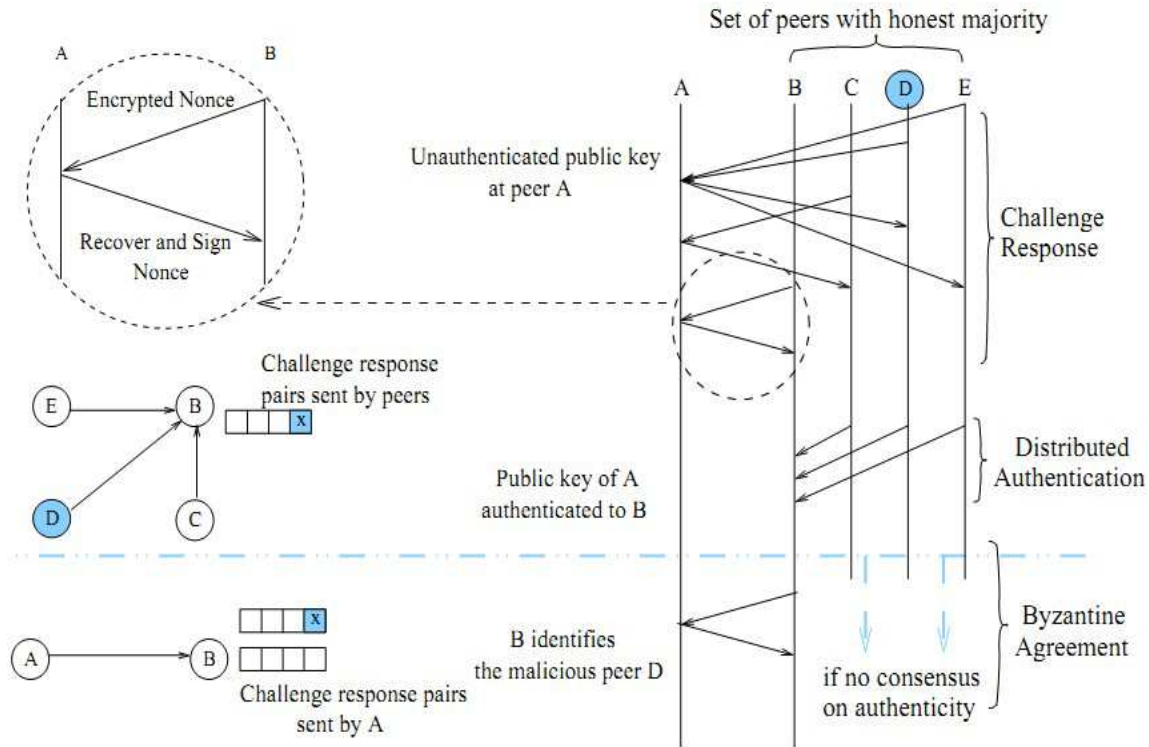 Set of peers with honest majority
A
B
Encrypted Nonce
Recover and Sign
Nonce
A
B
C
D
E
Unauthenticated public key
at peer A
Challenge
Response
Challenge response
pairs sent by peers
E
B
x
D
C
Public key of A
authenticated to B
Distributed
Authentication
A
B
x
Challenge response pairs
sent by A
B identifies
the malicious peer D
if no consensus
on authenticity
Byzantine
Agreement